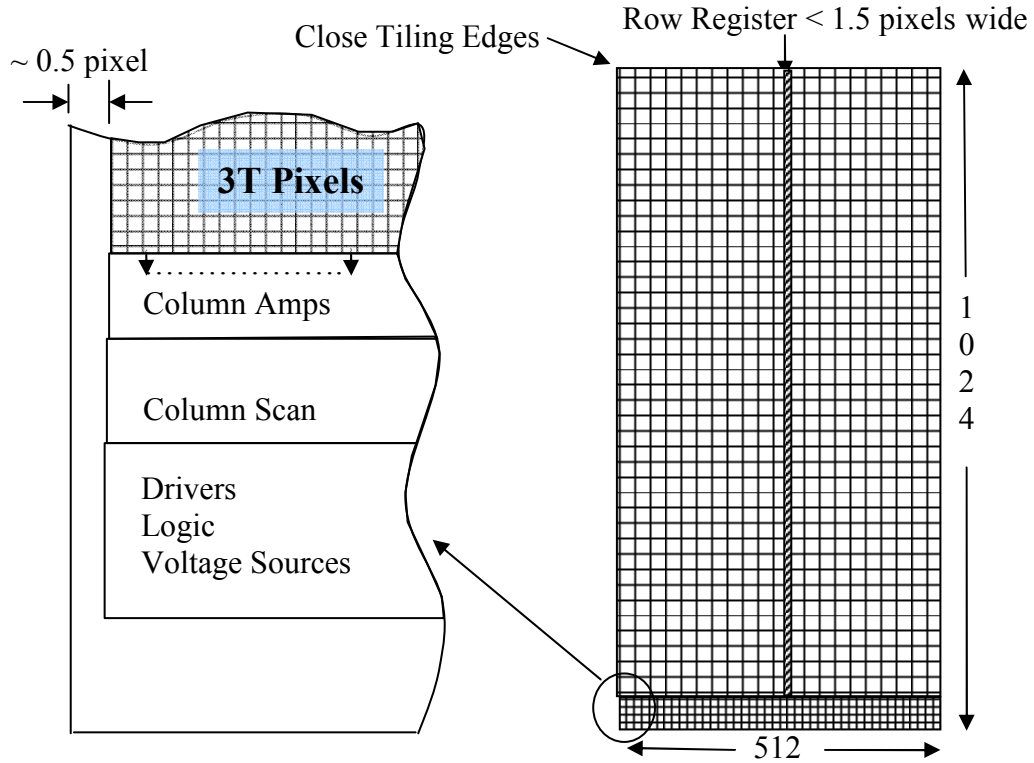 Row Register < 1.5 pixels wide
Close Tiling Edges
~ 0.5 pixel
3T Pixels
Column Amps
Column Scan
Drivers
Logic
Voltage Sources
1
0
2
4
512